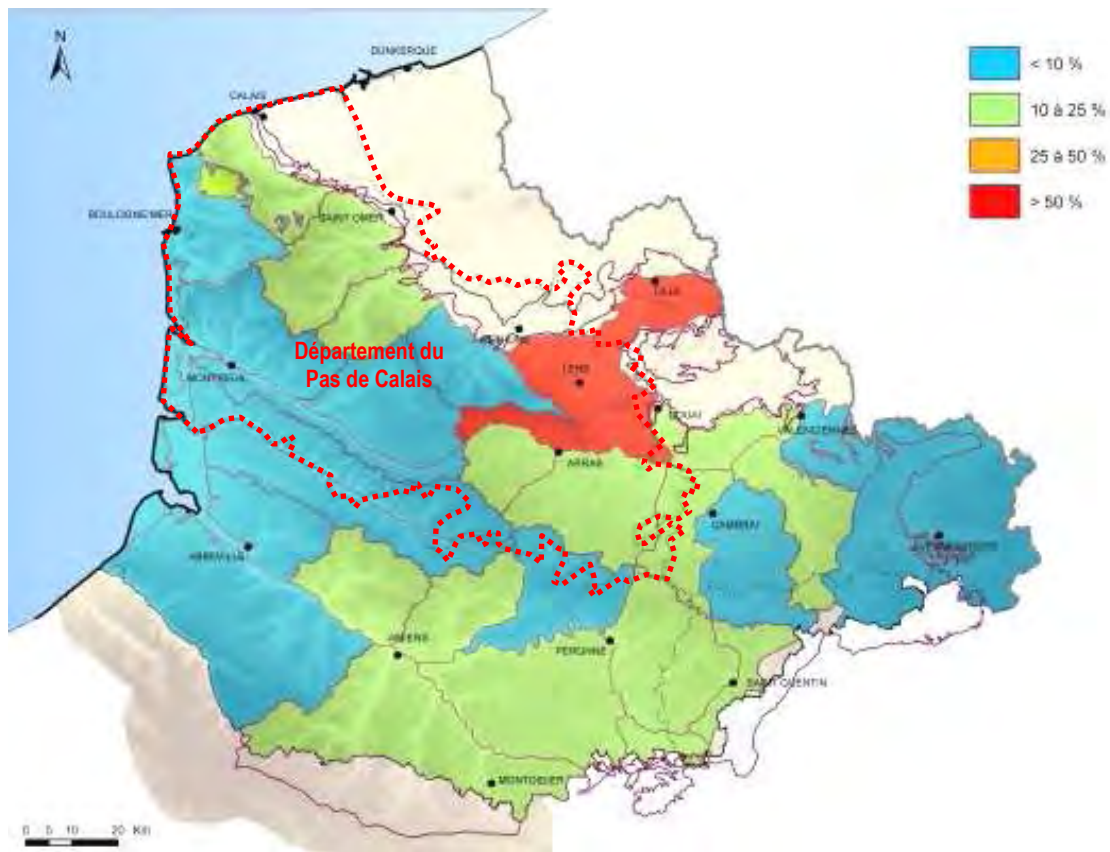 N
DUNKERQUE
CALAIS
< 10 %
10 à 25 %
25 à 50 %
> 50 %
BOULOGNE/MER
SAINT OMER
LILLE
Département du
Pas de Calais
MONTREUIL
LENS
DOUAI
VALENCIENNES
ARRAS
CAMBRAI
ABBEVILLE
AMIENS
PERONNE
SAINT QUENTIN
MONTDIDIER
0 5 10 20 Km